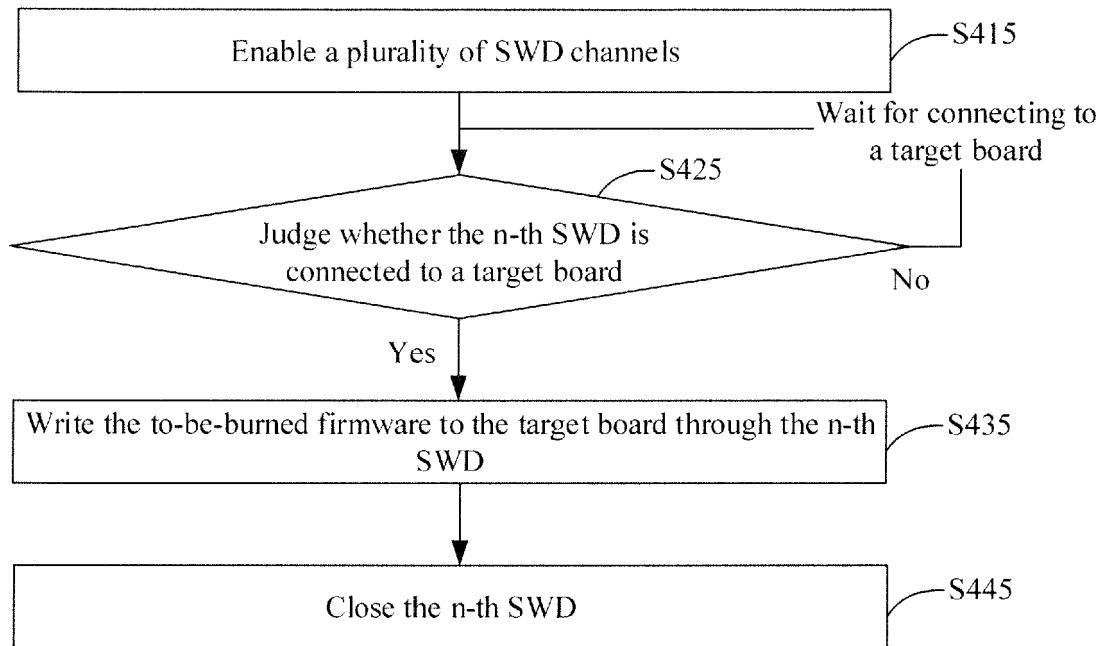 Enable a plurality of SWD channels
S415
Wait for connecting to
a target board
S425
Judge whether the n-th SWD is
connected to a target board
No
Yes
Write the to-be-burned firmware to the target board through the n-th
SWD
S435
Close the n-th SWD
S445